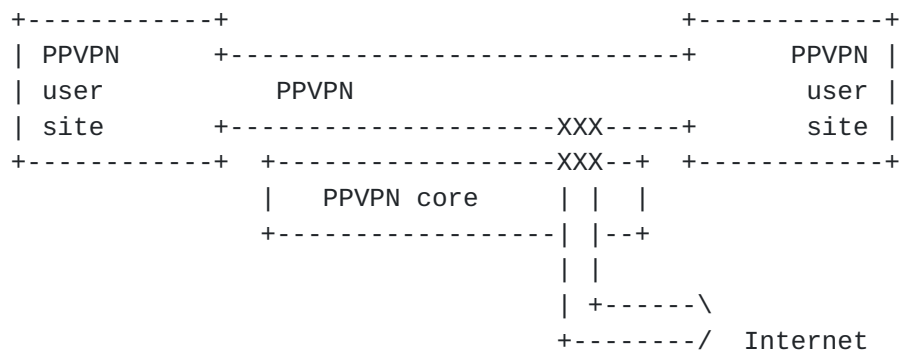 +------------+                              +------------+
| PPVPN      +------------------------------+      PPVPN |
| user           PPVPN                              user |
| site       +---------------------XXX-----+       site |
+------------+  +------------------XXX--+  +------------+
                |   PPVPN core     | |  |
                +------------------| |--+
                                   | |
                                   | +------\
                                   +--------/  Internet